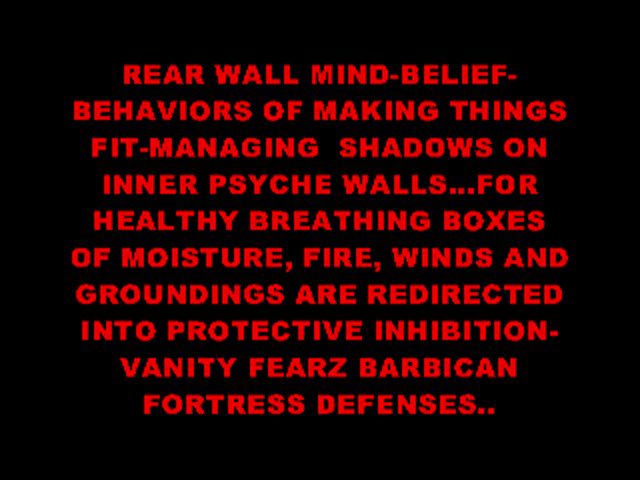 REAR WALL MIND-BELIEF-
BEHAVIORS OF MAKING THINGS
FIT-MANAGING  SHADOWS ON
INNER PSYCHE WALLS...FOR
HEALTHY BREATHING BOXES
OF MOISTURE, FIRE, WINDS AND
GROUNDINGS ARE REDIRECTED
INTO PROTECTIVE INHIBITION-
VANITY FEARZ BARBICAN
FORTRESS DEFENSES..